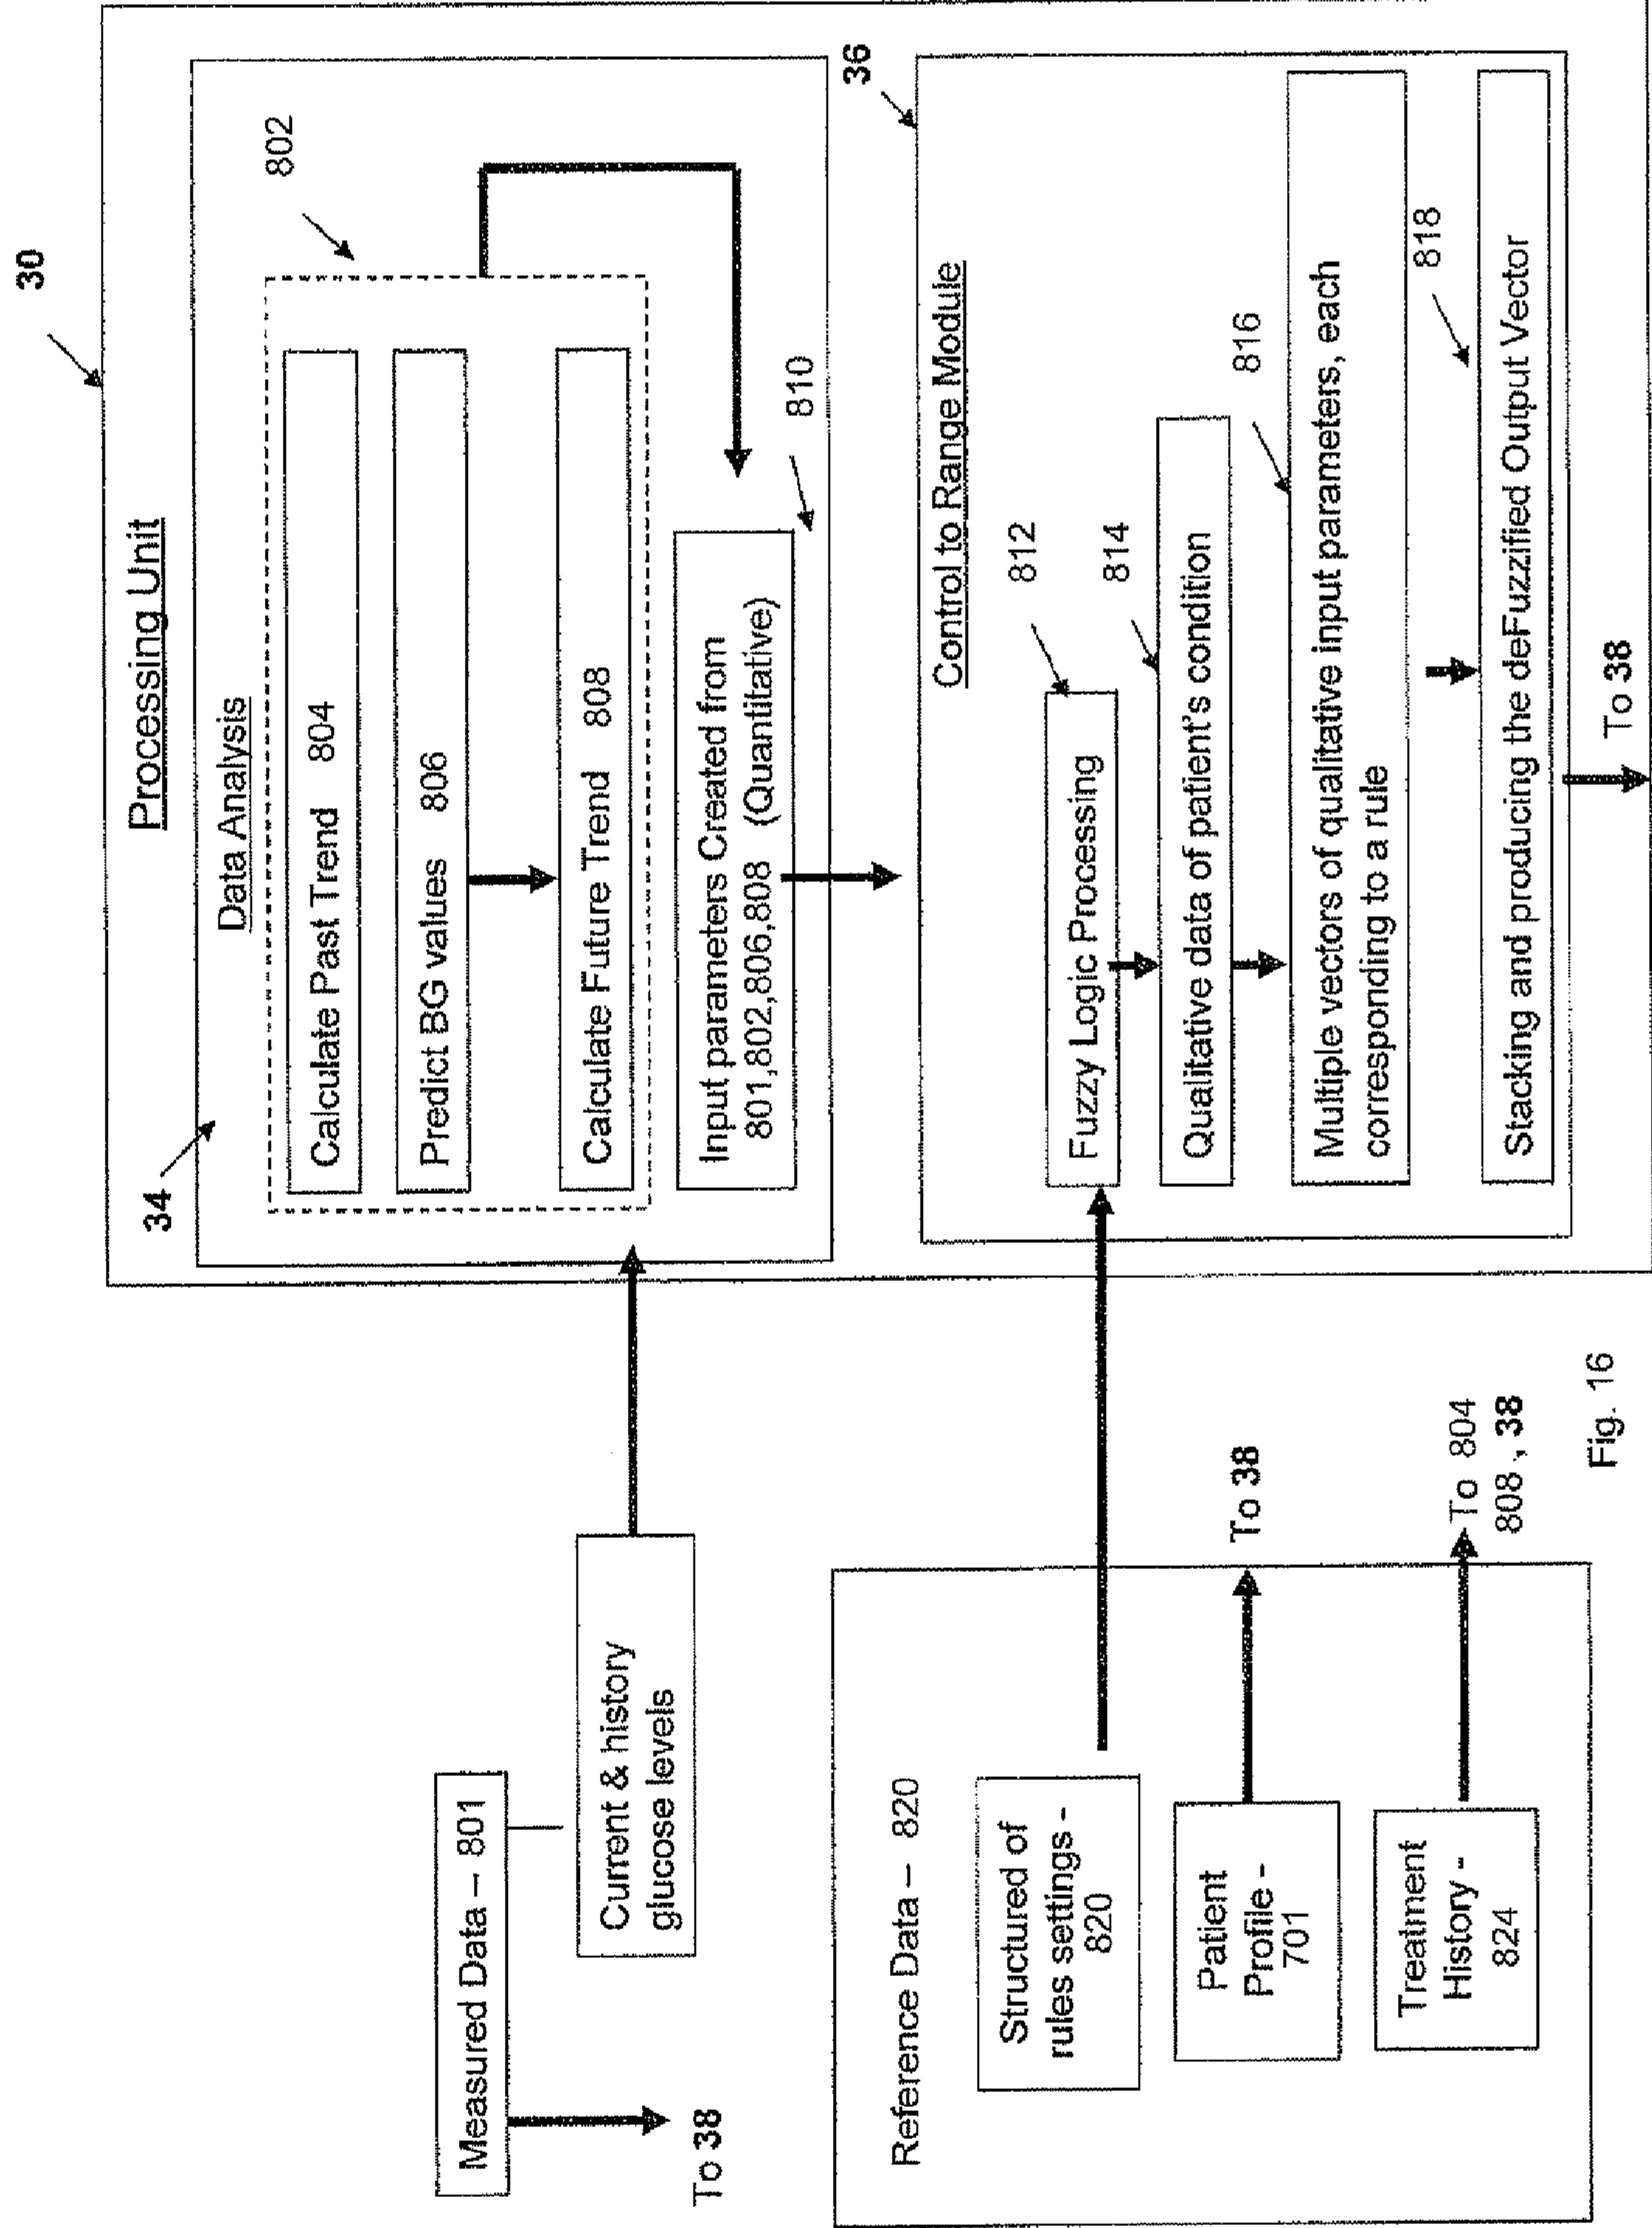 30
Processing Unit
34
Data Analysis
802
Calculate Past Trend 804
Predict BG values 806
Calculate Future Trend 808
Input parameters Created from
801,802,806,808 (Quantitative)
810
Measured Data – 801
To 38
Current & history
glucose levels
36
Control to Range Module
812
Fuzzy Logic Processing
814
Qualitative data of patient's condition
816
Multiple vectors of qualitative input parameters, each
corresponding to a rule
818
Stacking and producing the deFuzzified Output Vector
To 38
Reference Data – 820
Structured of
rules settings -
820
Patient
Profile -
701
To 38
Treatment
History -
824
To 804
808 , 38
Fig. 16